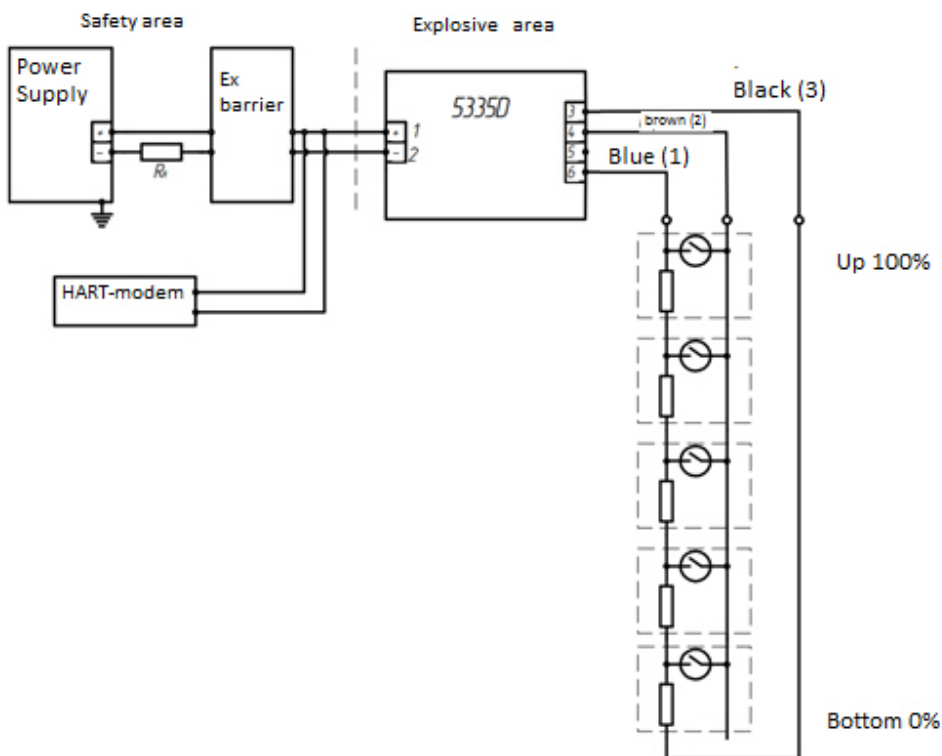 Safety area
Explosive area
Power
Supply
+
-
Rн
Ex
barrier
5335D
+
-
1
2
3
4
5
6
Black (3)
brown (2)
Blue (1)
HART-modem
Up 100%
Bottom 0%